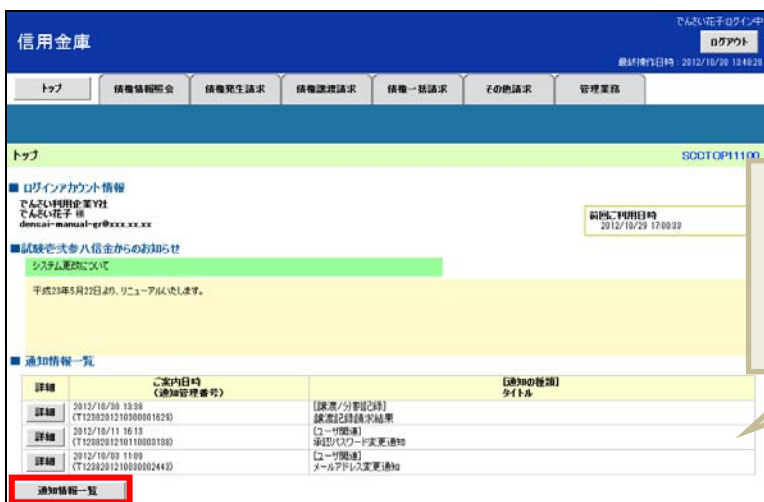 信用金庫
でんさい花子ログイン中
ログアウト
最終操作日時：2012/10/30 13:40:28
トップ
債権情報照会
債権発生請求
債権譲渡請求
債権一括請求
その他請求
管理業務
トップ
SCCTOP11100
■ ログインアカウント情報
でんさい利用企業Y社
でんさい花子 様
densai-manual-gr@xxx.xx.xx
前回ご利用日時
2012/10/29 17:00:33
■試験壱弐参八信金からのお知らせ
システム更改について
平成23年5月22日より、リニューアルいたします。
■ 通知情報一覧
詳細
ご案内日時
(通知管理番号)
[通知の種類]
タイトル
詳細
2012/10/30 13:38
(T1238201210300001629)
[譲渡/分割記録]
譲渡記録請求結果
詳細
2012/10/11 16:13
(T1238201210110003138)
[ユーザ関連]
承認パスワード変更通知
詳細
2012/10/03 11:09
(T1238201210030002443)
[ユーザ関連]
メールアドレス変更通知
通知情報一覧